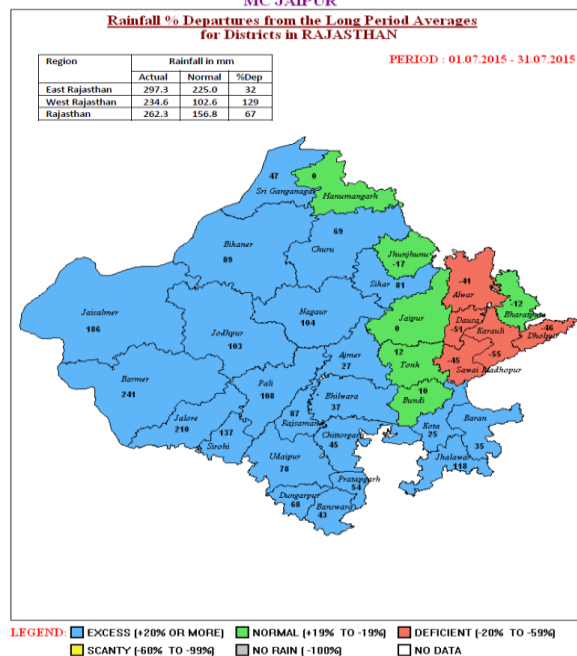 MC JAIPUR
Rainfall % Departures from the Long Period Averages
for Districts in RAJASTHAN
PERIOD : 01.07.2015 - 31.07.2015
Region Rainfall in mm
Actual Normal %Dep
East Rajasthan 297.3 225.0 32
West Rajasthan 234.6 102.6 129
Rajasthan 262.3 156.8 67
47
Sri Ganganagar
0
Hanumangarh
69
Churu
Bikaner
89
Jhunjhunu
-17
Sikar 81
-41
Alwar
-12
Bharatpur
Jaisalmer
186
Jodhpur
103
Nagaur
104
Jaipur
0
Dausa
-51
Karauli
-55
-46
Dholpur
-45
Sawai Madhopur
Ajmer
27
12
Tonk
10
Bundi
Barmer
241
Pali
108
Bhilwara
37
Jalore
210
137
Sirohi
87
Rajsamand
Chittorgarh
45
Kota
25
Baran
35
Jhalawar
118
Udaipur
78
Pratapgarh
54
Dungarpur
68
Banswara
43
LEGEND: EXCESS (+20% OR MORE) NORMAL (+19% TO -19%) DEFICIENT (-20% TO -59%)
SCANTY (-60% TO -99%) NO RAIN (-100%) NO DATA